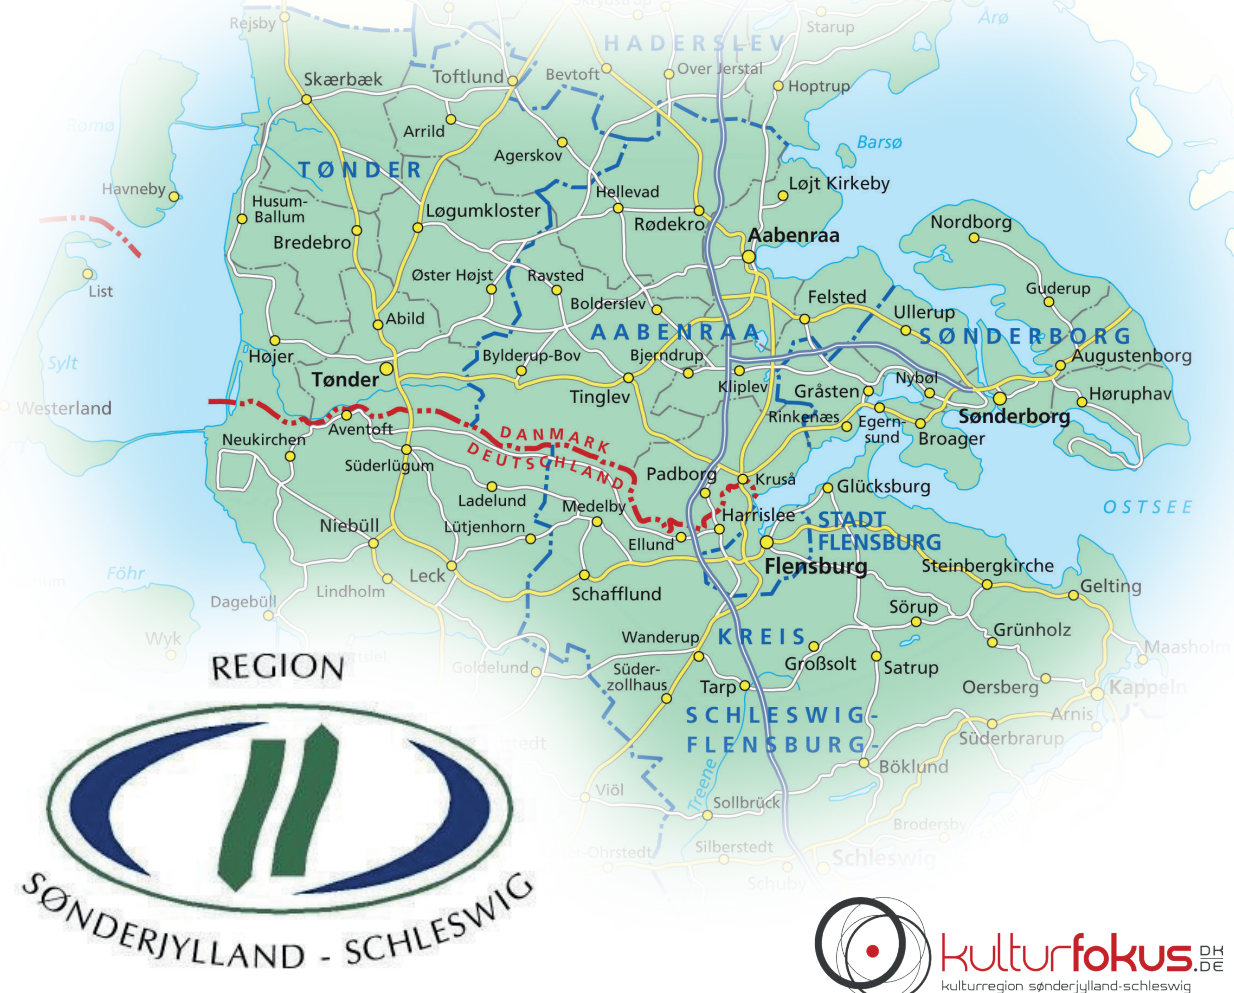 HADERSLEV
Starup
Ærø
Rejsby
Skærbæk
Toftlund
Bevtoft
Over Jerstal
Hoptrup
Rømø
Arrild
Agerskov
Barsø
TØNDER
Havneby
Husum-
Ballum
Løgumkloster
Hellevad
Løjt Kirkeby
Rødekro
Bredebro
Aabenraa
Nordborg
List
Øster Højst
Ravsted
Bolderslev
Felsted
Guderup
Ullerup
Abild
AABENRAA
SØNDERBORG
Højer
Bylderup-Bov
Bjerndrup
Augustenborg
Sylt
Tønder
Tinglev
Kliplev
Gråsten
Nybøl
Høruphav
Westerland
Rinkenæs
Egern-
sund
Sønderborg
Broager
Neukirchen
Aventoft
DANMARK
DEUTSCHLAND
Süderlügum
Padborg
Kruså
Glücksburg
Ladelund
Medelby
Harrislee
OSTSEE
Niebüll
Lütjenhorn
Ellund
STADT
FLENSBURG
Flensburg
Steinbergkirche
Föhr
Leck
Lindholm
Schafflund
Gelting
Dagebüll
Sörup
Wyk
Wanderup
KREIS
Grünholz
Maasholm
Goldelund
Süder-
zollhaus
Großsolt
Satrup
Tarp
Oersberg
Kappeln
SCHLESWIG-
FLENSBURG-
Arnis
Süderbrarup
Böklund
Treene
Viöl
Sollbrück
Brodersby
Silberstedt
Schleswig
Schuby
REGION
SØNDERJYLLAND - SCHLESWIG
kulturfokus.DK
.DE
kulturregion sønderjylland-schleswig